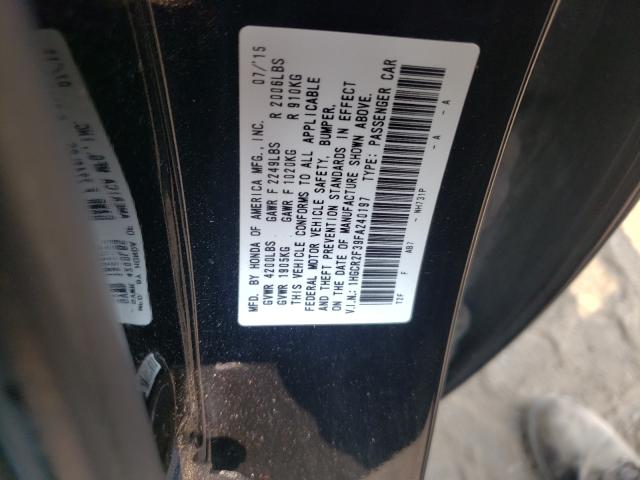 MFD. BY HONDA OF AMERICA MFG., INC. 07/'15
GVWR 4200LBS GAWR F 2249LBS R 2006LBS
GVWR 1905KG GAWR F 1020KG R 910KG
THIS VEHICLE CONFORMS TO ALL APPLICABLE
FEDERAL MOTOR VEHICLE SAFETY, BUMPER,
AND THEFT PREVENTION STANDARDS IN EFFECT
ON THE DATE OF MANUFACTURE SHOWN ABOVE.
V.I.N.: 1HGCR2F39FA240197 TYPE: PASSENGER CAR
T2F F AB7 - NH731P - A - A